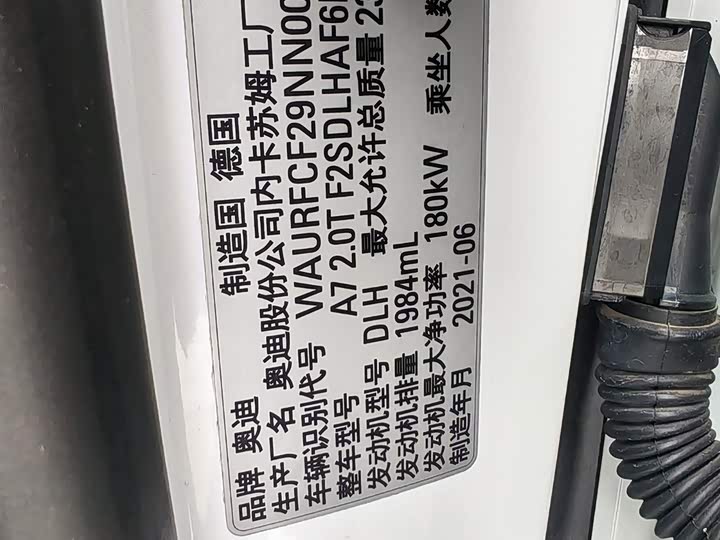 品牌 奥迪 制造国 德国
生产厂名 奥迪股份公司内卡苏姆工厂
车辆识别代号 WAURFCF29NN00
整车型号 A7 2.0T F2SDLHAF6
发动机型号 DLH 最大允许总质量 23
发动机排量 1984mL
发动机最大净功率 180kW 乘坐人数
制造年月 2021-06